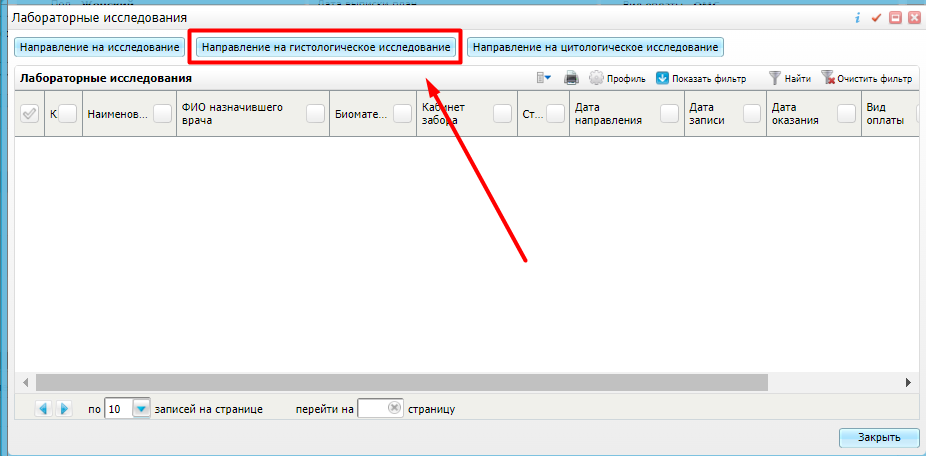 Лабораторные исследования
Направление на исследование Направление на гистологическое исследование Направление на цитологическое исследование
Лабораторные исследования Профиль Показать фильтр Найти Очистить фильтр
К Наименов... ФИО назначившего врача Биомате... Кабинет забора Ст... Дата направления Дата записи Дата оказания Вид оплаты
по 10 записей на странице перейти на страницу
Закрыть